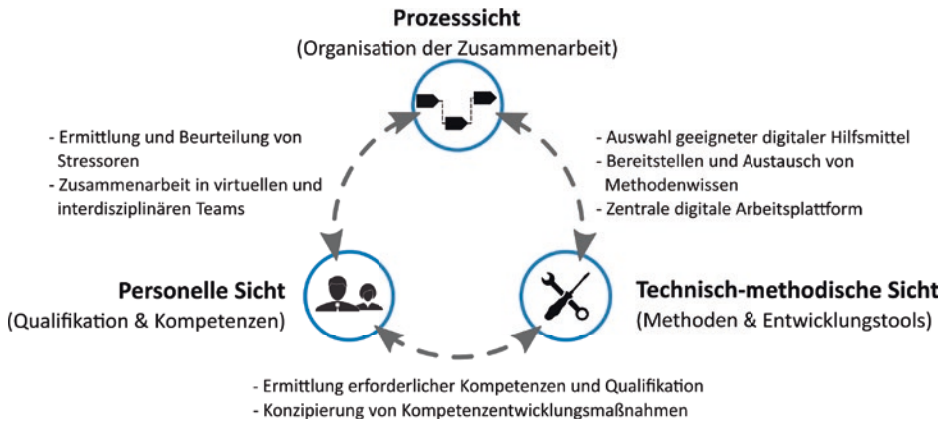 Prozesssicht
(Organisation der Zusammenarbeit)
- Ermittlung und Beurteilung von
Stressoren
- Zusammenarbeit in virtuellen und
interdisziplinären Teams
- Auswahl geeigneter digitaler Hilfsmittel
- Bereitstellen und Austausch von
Methodenwissen
- Zentrale digitale Arbeitsplattform
Personelle Sicht
(Qualifikation & Kompetenzen)
Technisch-methodische Sicht
(Methoden & Entwicklungstools)
- Ermittlung erforderlicher Kompetenzen und Qualifikation
- Konzipierung von Kompetenzentwicklungsmaßnahmen